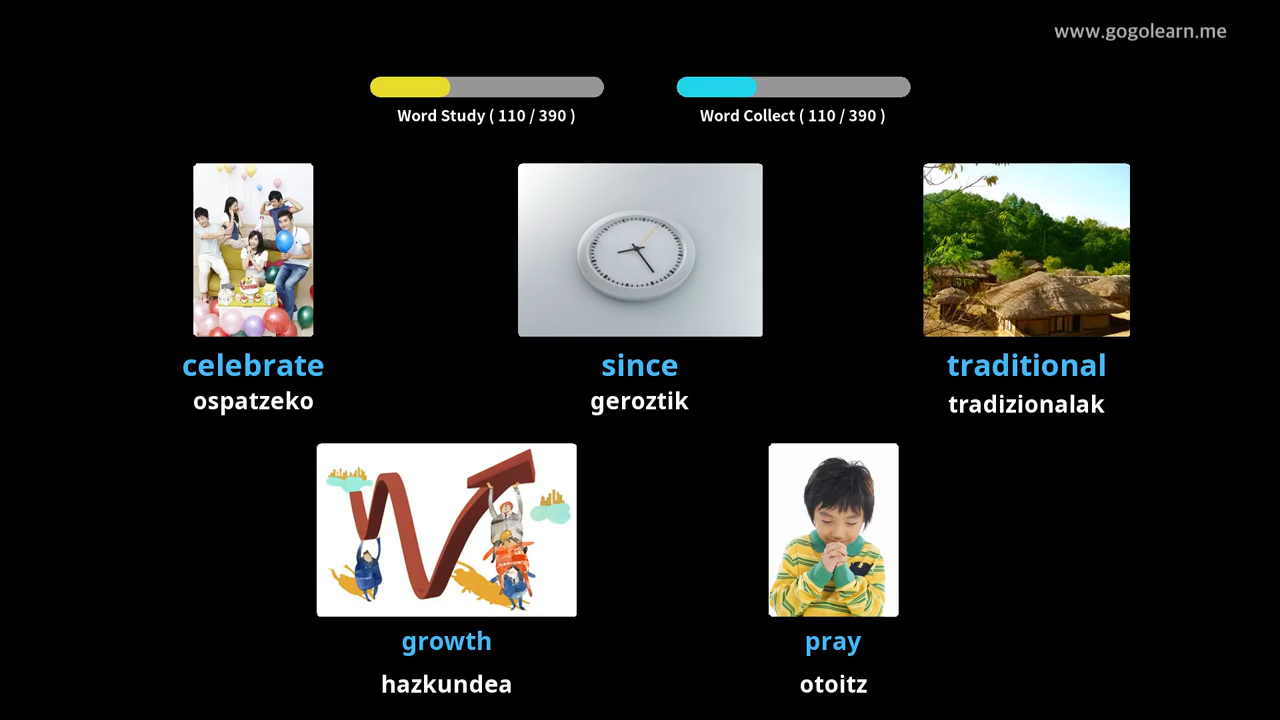 www.gogolearn.me
Word Study ( 110 / 390 )
Word Collect ( 110 / 390 )
celebrate
ospatzeko
since
geroztik
traditional
tradizionalak
growth
hazkundea
pray
otoitz